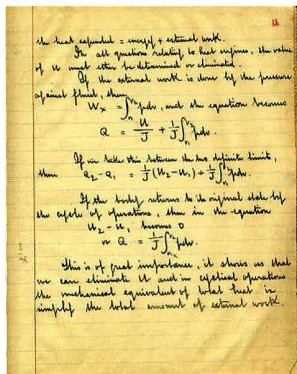 16
the heat expended = energy + external work.
In all questions relating to heat engines, the value
of U must either be determined or eliminated.
If the external work is done by the pressure
against fluid, then
Wx = ∫ pdv, and the equation becomes
Q = U/J + 1/J ∫ pdv.
If we take this between the two definite limits,
then Q2 - Q1 = 1/J (U2 - U1) + 1/J ∫ pdv.
If the body returns to its original state by
the cycle of operations, then in the equation
U2 - U1 becomes 0
or Q = 1/J ∫ pdv.
This is of great importance, it shows us that
we can eliminate U and in cyclical operations
the mechanical equivalent of total heat is
simply the total amount of external work.